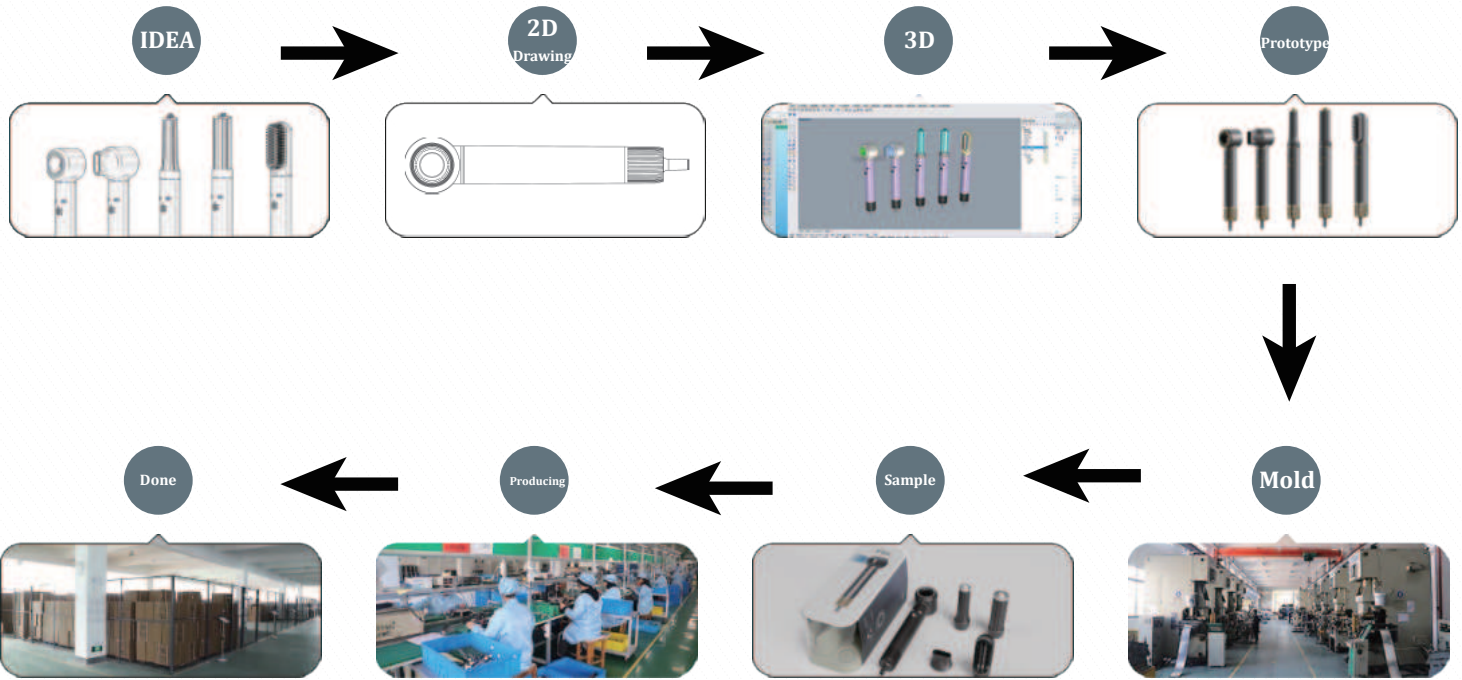 IDEA
2D
Drawing
3D
Prototype
Mold
Sample
Producing
Done